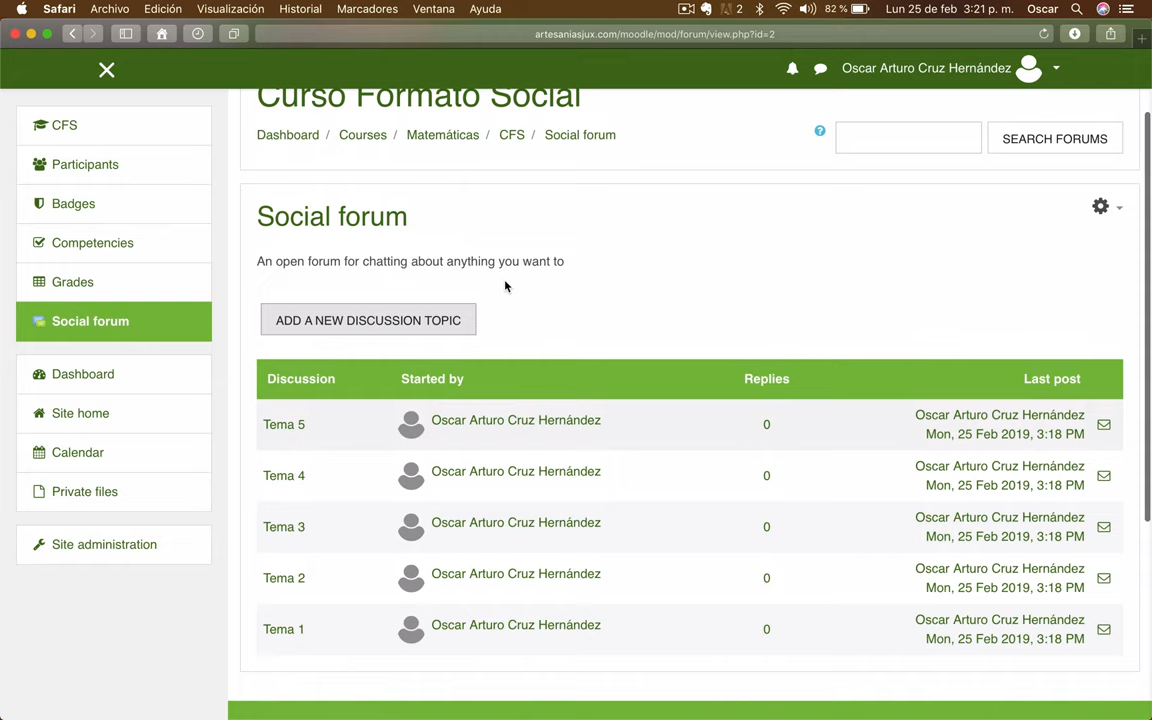 Safari Archivo Edición Visualización Historial Marcadores Ventana Ayuda 2 82 % Lun 25 de feb 3:21 p. m. Oscar
artesaniasjux.com/moodle/mod/forum/view.php?id=2
Oscar Arturo Cruz Hernández
CFS
Participants
Badges
Competencies
Grades
Social forum
Dashboard
Site home
Calendar
Private files
Site administration
Curso Formato Social
Dashboard / Courses / Matemáticas / CFS / Social forum
SEARCH FORUMS
Social forum
An open forum for chatting about anything you want to
ADD A NEW DISCUSSION TOPIC
Discussion Started by Replies Last post
Tema 5 Oscar Arturo Cruz Hernández 0 Oscar Arturo Cruz Hernández
Mon, 25 Feb 2019, 3:18 PM
Tema 4 Oscar Arturo Cruz Hernández 0 Oscar Arturo Cruz Hernández
Mon, 25 Feb 2019, 3:18 PM
Tema 3 Oscar Arturo Cruz Hernández 0 Oscar Arturo Cruz Hernández
Mon, 25 Feb 2019, 3:18 PM
Tema 2 Oscar Arturo Cruz Hernández 0 Oscar Arturo Cruz Hernández
Mon, 25 Feb 2019, 3:18 PM
Tema 1 Oscar Arturo Cruz Hernández 0 Oscar Arturo Cruz Hernández
Mon, 25 Feb 2019, 3:18 PM